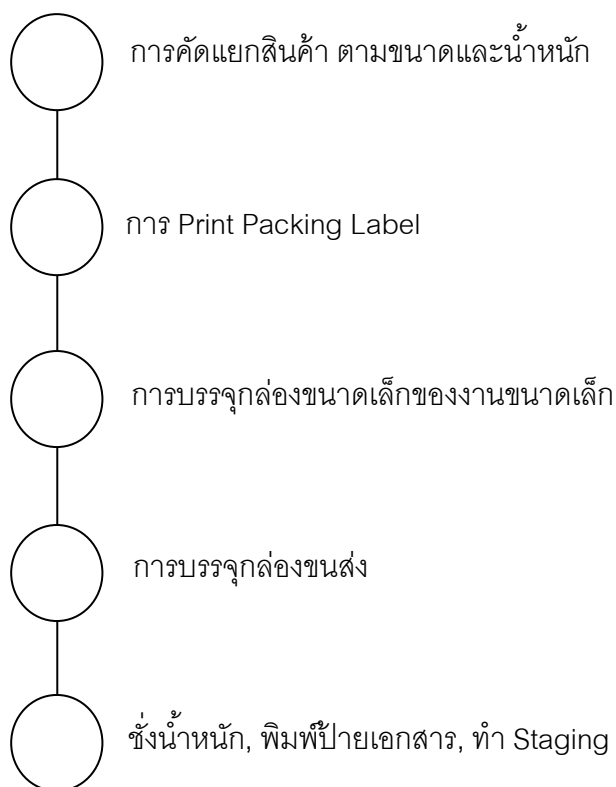 การคัดแยกสินค้า ตามขนาดและน้ำหนัก
การ Print Packing Label
การบรรจุกล่องขนาดเล็กของงานขนาดเล็ก
การบรรจุกล่องขนส่ง
ชั่งน้ำหนัก, พิมพ์ป้ายเอกสาร, ทำ Staging